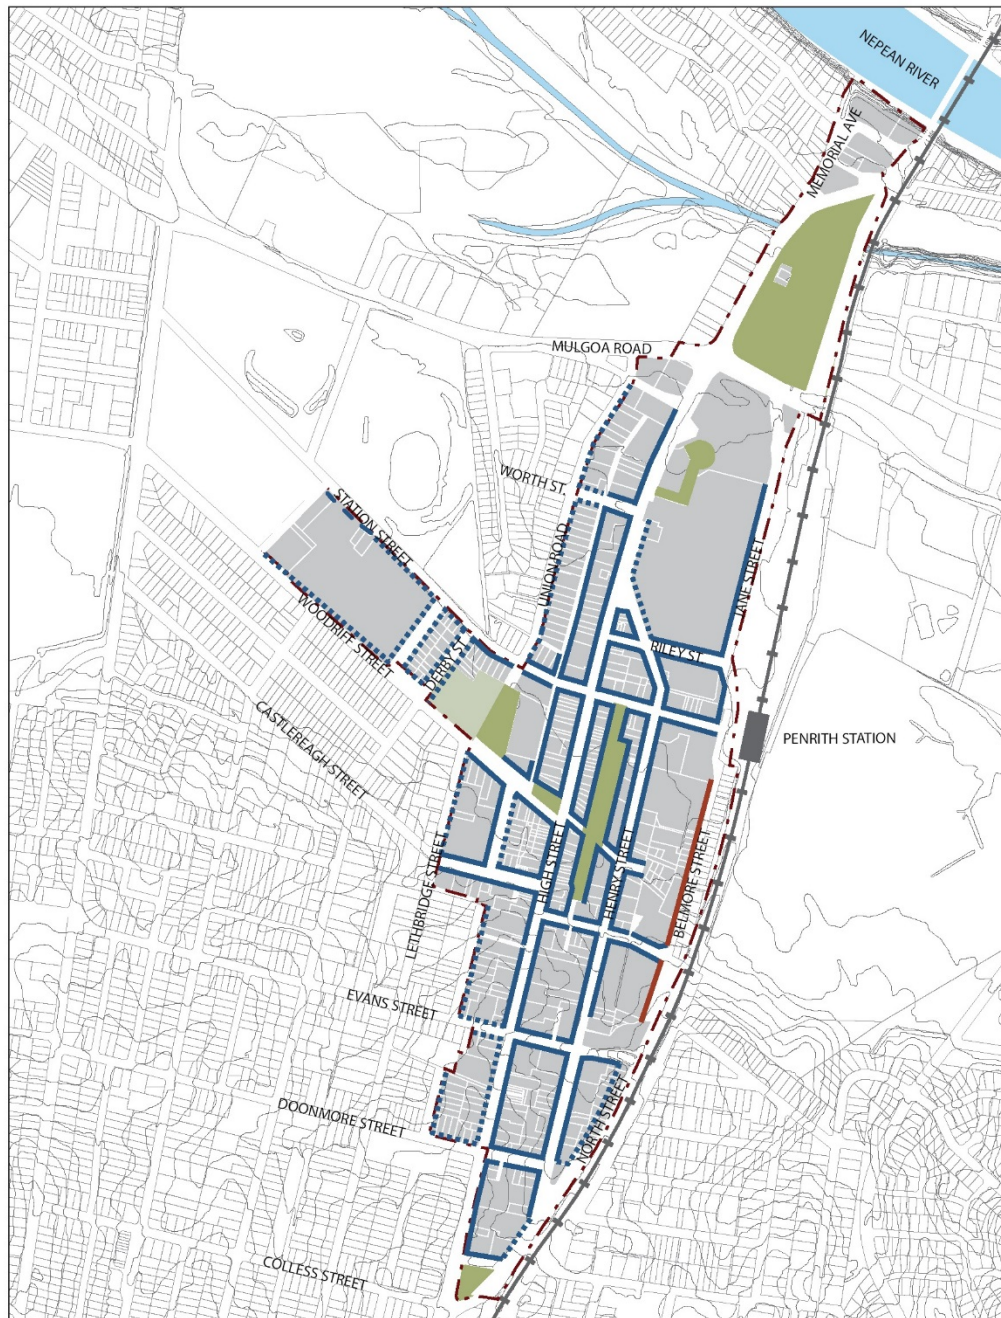 NEPEAN RIVER
MEMORIAL AVE
MULGOA ROAD
WORTH ST.
STATION STREET
UNION ROAD
JANE STREET
WOODRIFF STREET
DERBY ST.
RILEY ST.
CASTLEREAGH STREET
PENRITH STATION
LETHBRIDGE STREET
HIGH STREET
HENRY STREET
BELMORE STREET
EVANS STREET
DOONMORE STREET
NORTH STREET
COLLESS STREET